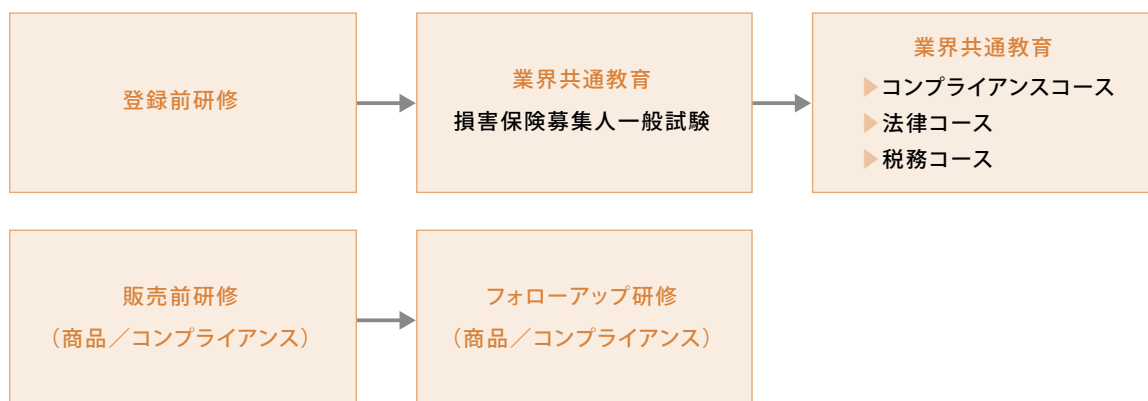 登録前研修
業界共通教育
損害保険募集人一般試験
業界共通教育
▶コンプライアンスコース
▶法律コース
▶税務コース
販売前研修
（商品／コンプライアンス）
フォローアップ研修
（商品／コンプライアンス）